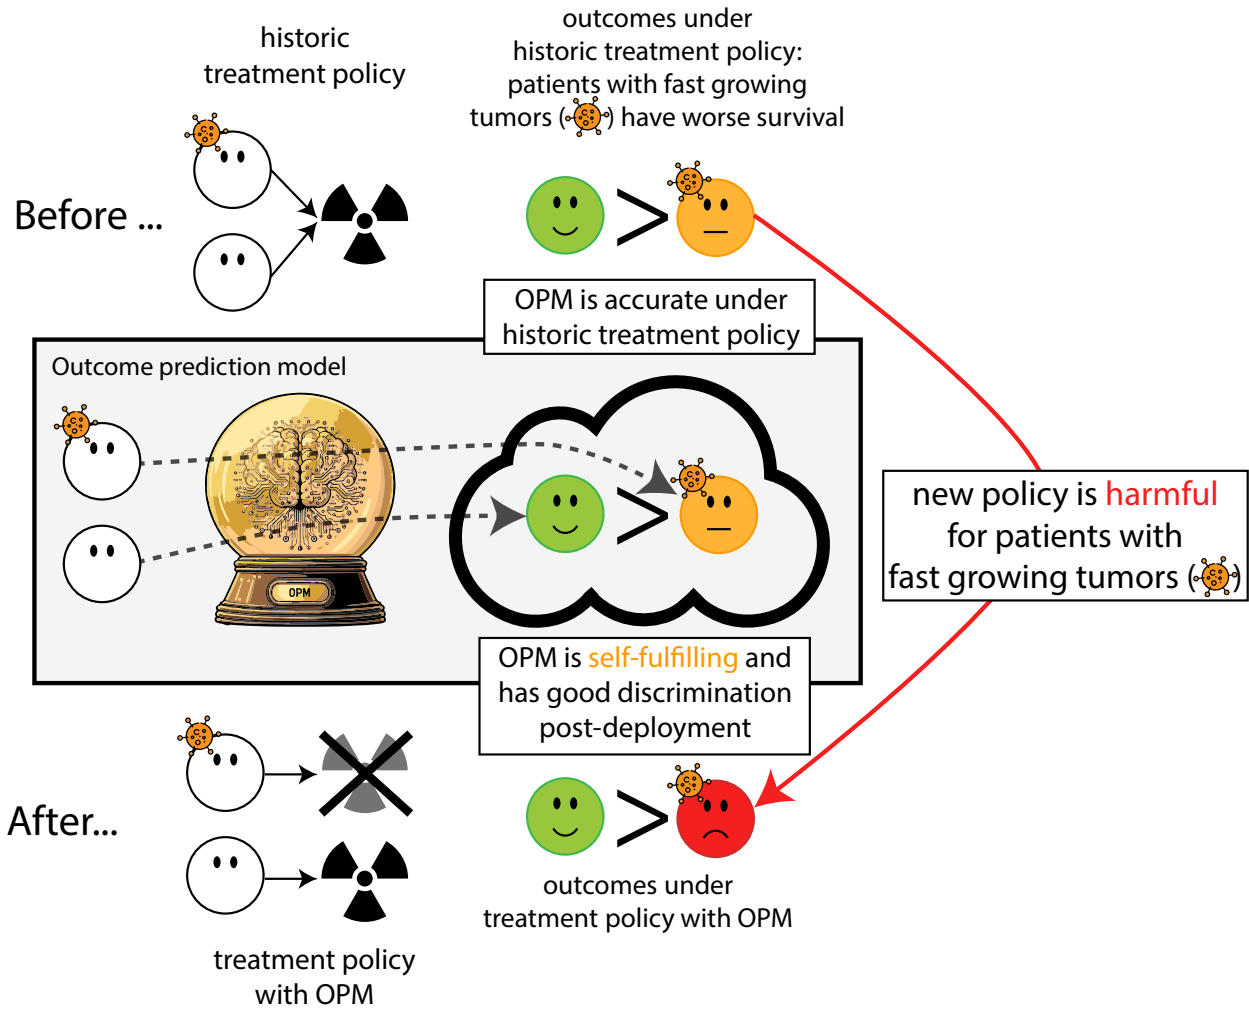 historic
treatment policy
outcomes under
historic treatment policy:
patients with fast growing
tumors ( ) have worse survival
Before ...
OPM is accurate under
historic treatment policy
Outcome prediction model
OPM
new policy is harmful
for patients with
fast growing tumors ( )
OPM is self-fulfilling and
has good discrimination
post-deployment
After...
outcomes under
treatment policy with OPM
treatment policy
with OPM